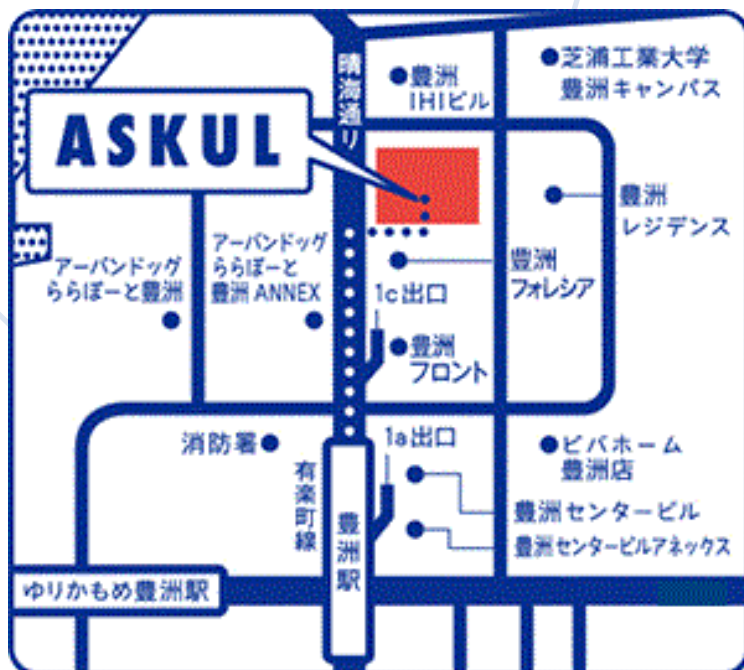 晴海通り
豊洲
IHIビル
芝浦工業大学
豊洲キャンパス
ASKUL
豊洲
レジデンス
アーバンドッグ
ららぽーと豊洲
アーバンドッグ
ららぽーと
豊洲 ANNEX
1c出口
豊洲
フォレシア
豊洲
フロント
消防署
有楽町線
豊洲駅
1a出口
ビバホーム
豊洲店
豊洲センタービル
豊洲センタービルアネックス
ゆりかもめ豊洲駅